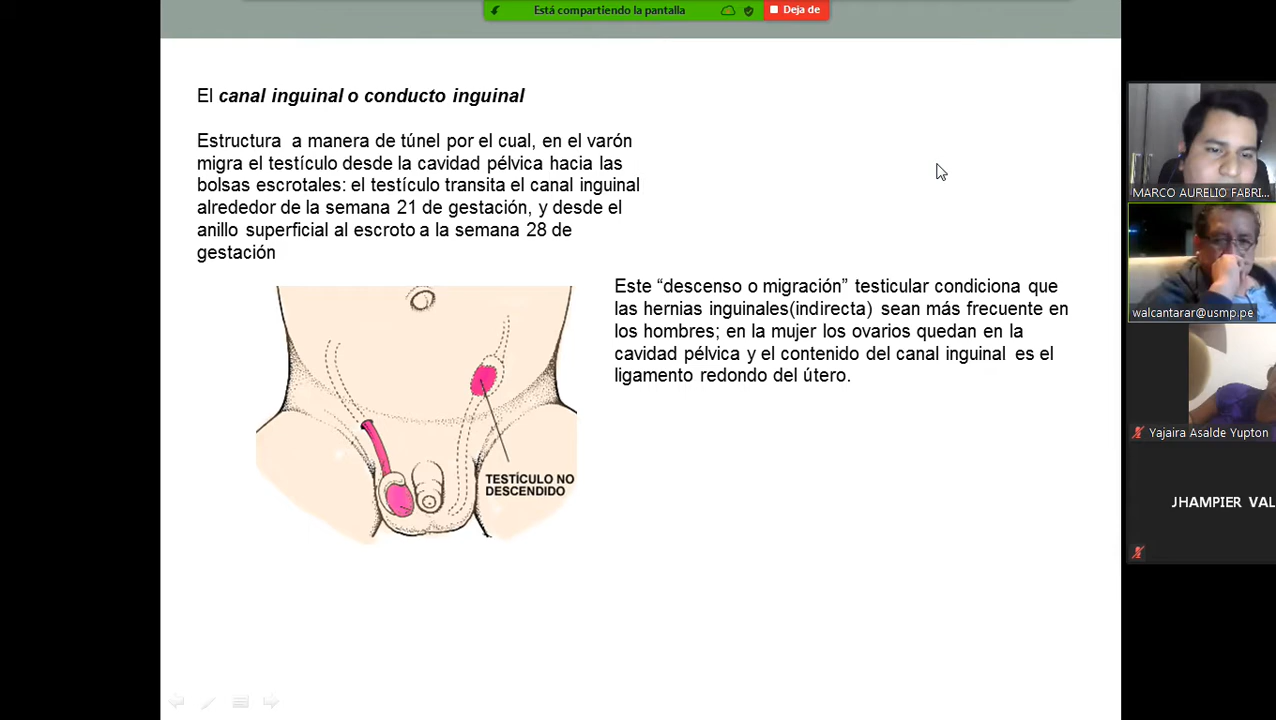 Está compartiendo la pantalla
Deja de
El canal inguinal o conducto inguinal
Estructura a manera de túnel por el cual, en el varón
migra el testículo desde la cavidad pélvica hacia las
bolsas escrotales: el testículo transita el canal inguinal
alrededor de la semana 21 de gestación, y desde el
anillo superficial al escroto a la semana 28 de
gestación
Este “descenso o migración” testicular condiciona que
las hernias inguinales(indirecta) sean más frecuente en
los hombres; en la mujer los ovarios quedan en la
cavidad pélvica y el contenido del canal inguinal es el
ligamento redondo del útero.
TESTÍCULO NO
DESCENDIDO
MARCO AURELIO FABRI...
walcantarar@usmp.pe
Yajaira Asalde Yupton
JHAMPIER VAL